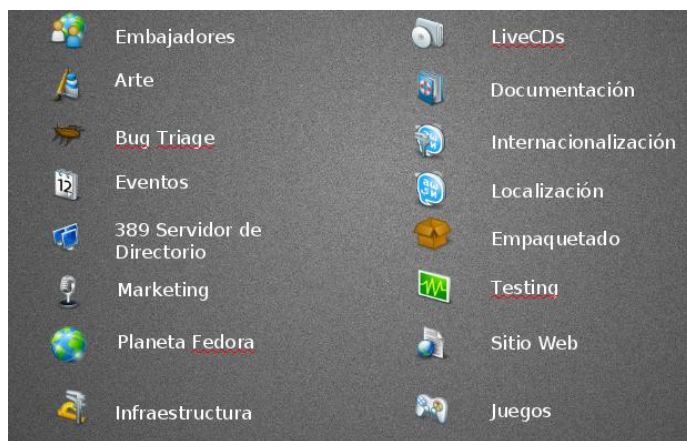 Embajadores
Arte
Bug Triage
Eventos
12
389 Servidor de
Directorio
Marketing
Planeta Fedora
Infraestructura
LiveCDs
Documentación
Internacionalización
Localización
Empaquetado
Testing
Sitio Web
Juegos